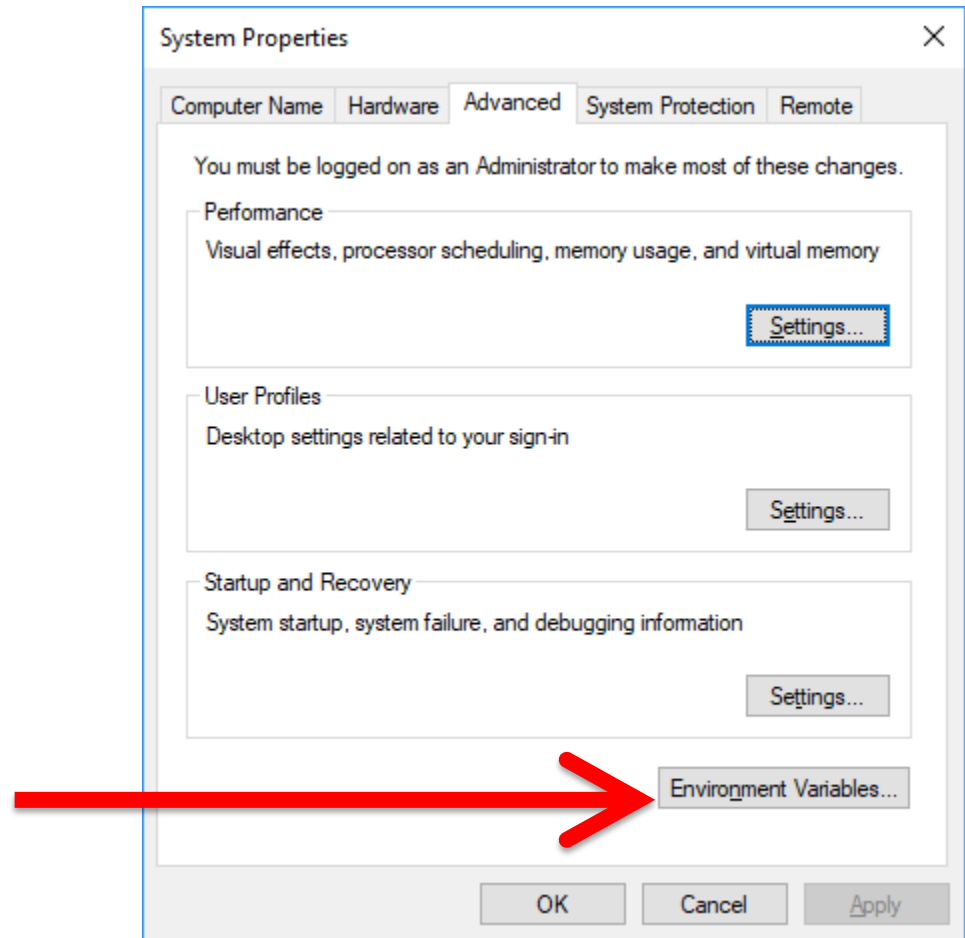 System Properties
Computer Name Hardware Advanced System Protection Remote
You must be logged on as an Administrator to make most of these changes.
Performance
Visual effects, processor scheduling, memory usage, and virtual memory
Settings...
User Profiles
Desktop settings related to your sign-in
Settings...
Startup and Recovery
System startup, system failure, and debugging information
Settings...
Environment Variables...
OK Cancel Apply